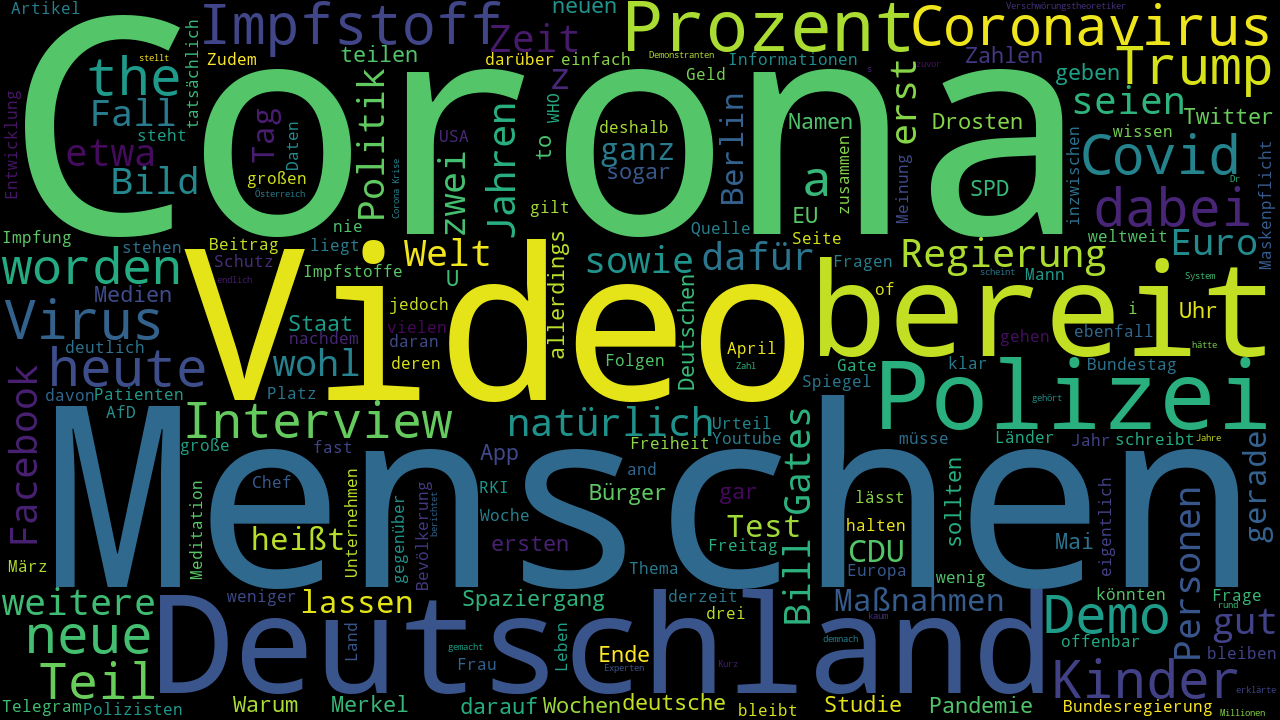 Artikel
Impfstoff
neuen
Prozent
Verschwörungstheoretiker
Coronavirus
Zudem
teilen
Zeit
darüber
einfach
Demonstranten
Informationen
Zahlen
Trump
stellt
the
tatsächlich
Corona
z
Geld
erst
zuvor
s
geben
seien
Twitter
Fall
steht
Tag
Daten
Politik
USA
Jahren
to
WHO
deshalb
ganz
sogar
Berlin
Namen
Drosten
wissen
Covid
Entwicklung
etwa
Bild
großen
Österreich
Corona Krise
zwei
gilt
a
SPD
EU
zusammen
Meinung
inzwischen
Dr
Maskenpflicht
dabei
nie
Quelle
Seite
Impfung
stehen
Beitrag
liegt
Schutz
Welt
Impfstoffe
U
allerdings
sowie
dafür
Fragen
Regierung
weltweit
Euro
worden
endlich
Video
Deutschen
of
bereit
scheint
Mann
System
Medien
Virus
jedoch
Staat
vielen
nachdem
daran
i
Uhr
gehen
ebenfall
deutlich
heute
wohl
deren
Folgen
April
Zahl
Gate
Spiegel
klar
Bundestag
hätte
davon
Patienten
Platz
AfD
Facebook
Interview
natürlich
Urteil
Youtube
Freiheit
Polizei
gehört
müsse
Länder
Jahr
schreibt
Jahre
große
fast
App
and
Menschen
Chef
RKI
Bürger
gar
Bill Gates
lässt
sollten
gerade
Meditation
heißt
Unternehmen
gegenüber
Bevölkerung
berichtet
Woche
ersten
Test
Freitag
halten
CDU
Mai
eigentlich
Personen
März
Thema
Europa
wenig
weitere
weniger
lassen
Spaziergang
derzeit
drei
Maßnahmen
kaum
Demo
könnten
Frage
rund
gut
neue
Deutschland
Land
gemacht
Frau
Leben
Ende
Experten
Kurz
demnach
offenbar
bleiben
Teil
Kinder
erklärte
Telegram
Polizisten
Warum
Merkel
darauf
Wochen
deutsche
bleibt
Studie
Pandemie
Bundesregierung
Millionen